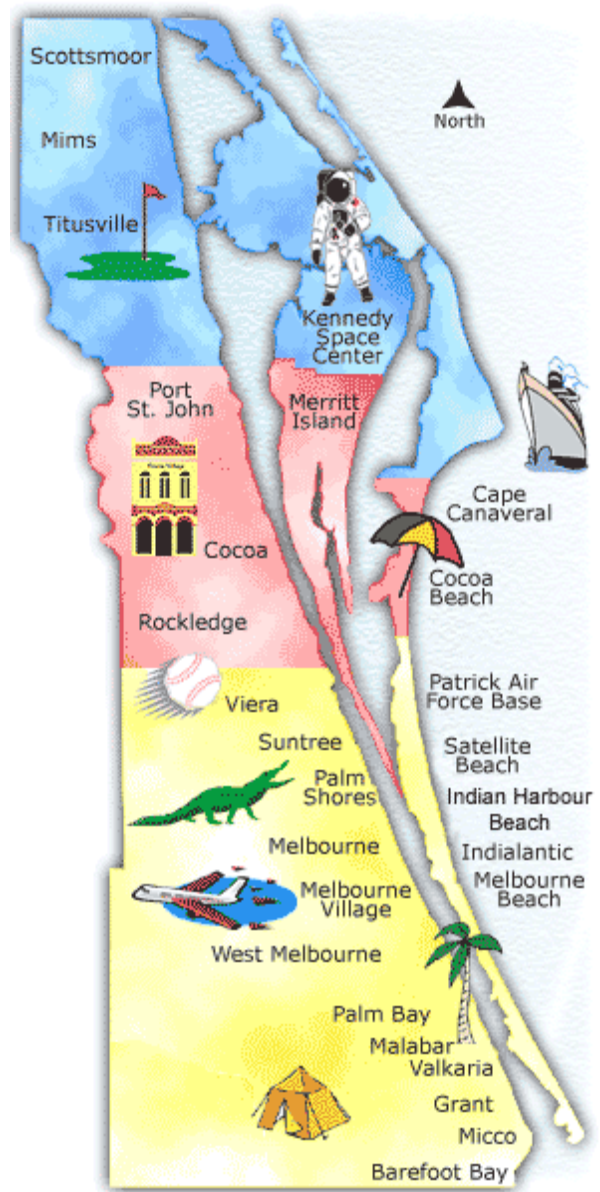 Scottsmoor
North
Mims
Titusville
Kennedy
Space
Center
Port
St. John
Merritt
Island
Cape
Canaveral
Cocoa
Cocoa
Beach
Rockledge
Patrick Air
Force Base
Viera
Suntree
Satellite
Beach
Palm
Shores
Indian Harbour
Beach
Melbourne
Indialantic
Melbourne
Village
Melbourne
Beach
West Melbourne
Palm Bay
Malabar
Valkaria
Grant
Micco
Barefoot Bay